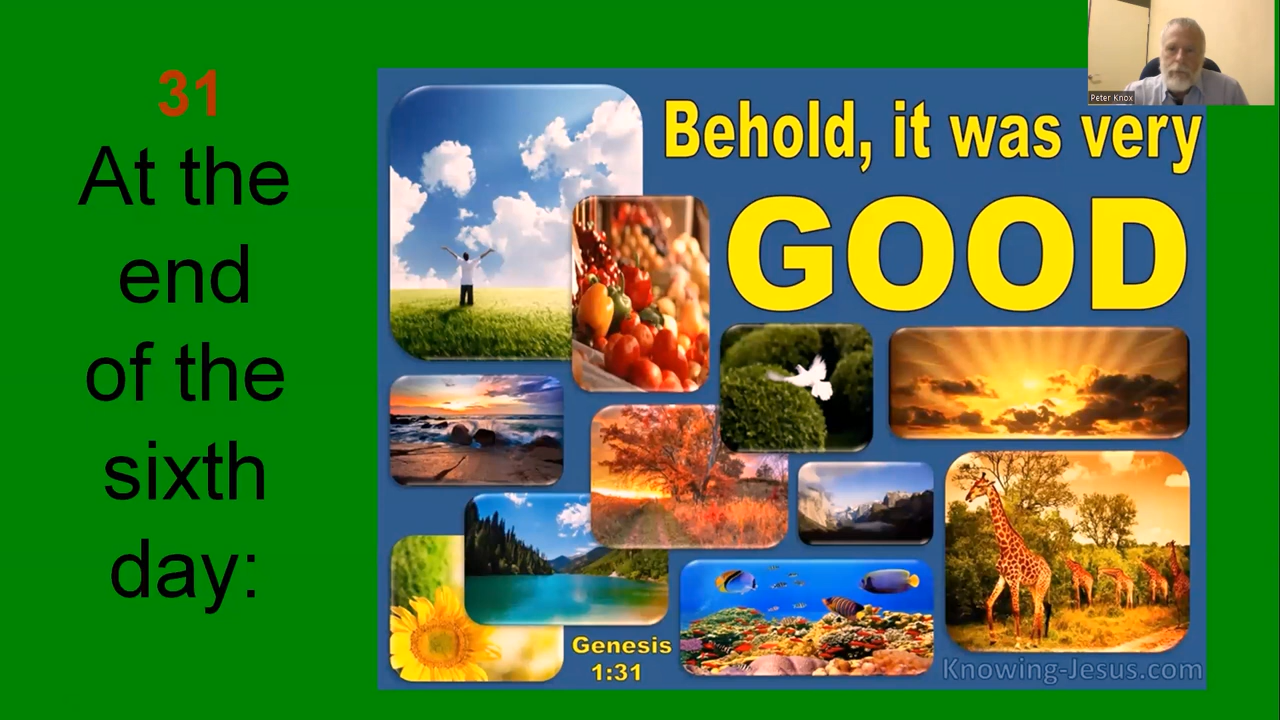 31
At the
end
of the
sixth
day:
Behold, it was very
GOOD
Genesis
1:31
Knowing-Jesus.com
Peter Knox